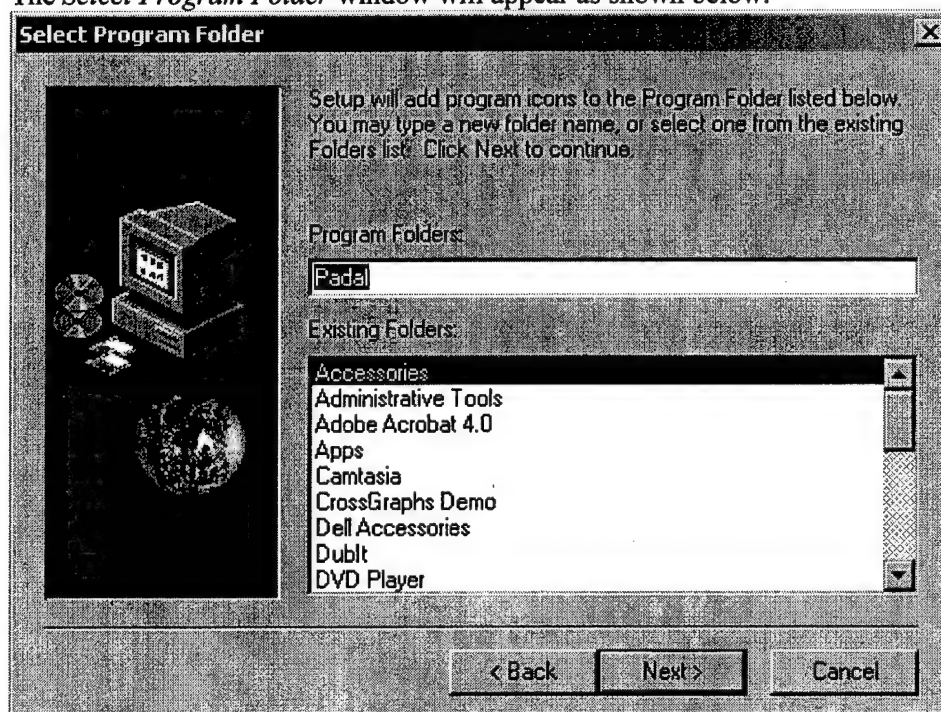 The Select Program Folder window will appear as shown below:
Select Program Folder
Setup will add program icons to the Program Folder listed below.
You may type a new folder name, or select one from the existing
Folders list. Click Next to continue.
Program Folders:
Padal
Existing Folders:
Accessories
Administrative Tools
Adobe Acrobat 4.0
Apps
Camtasia
CrossGraphs Demo
Dell Accessories
DubIt
DVD Player
< Back
Next >
Cancel